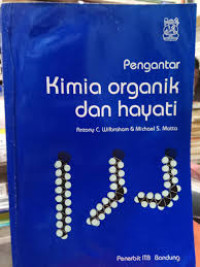 Pengantar
Kimia organik
dan hayati
Antony C. Wilbraham & Michael S. Matta
Penerbit ITB Bandung